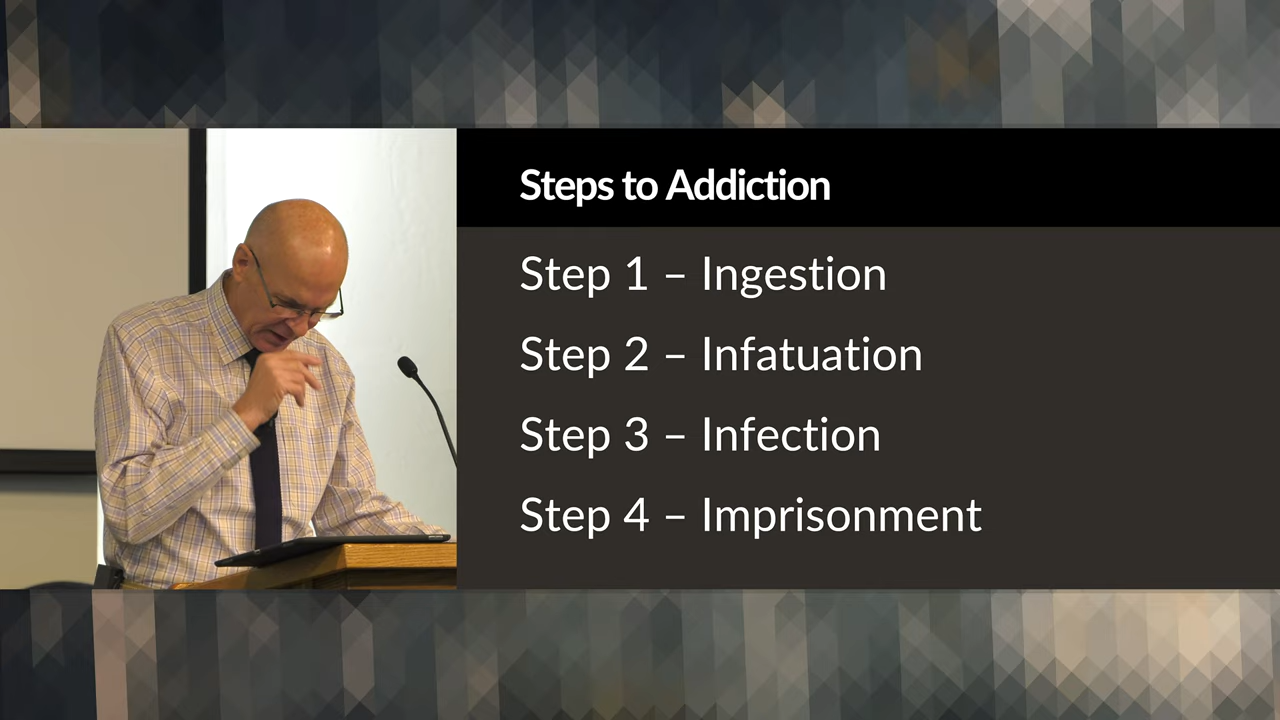 Steps to Addiction
Step 1 – Ingestion
Step 2 – Infatuation
Step 3 – Infection
Step 4 – Imprisonment